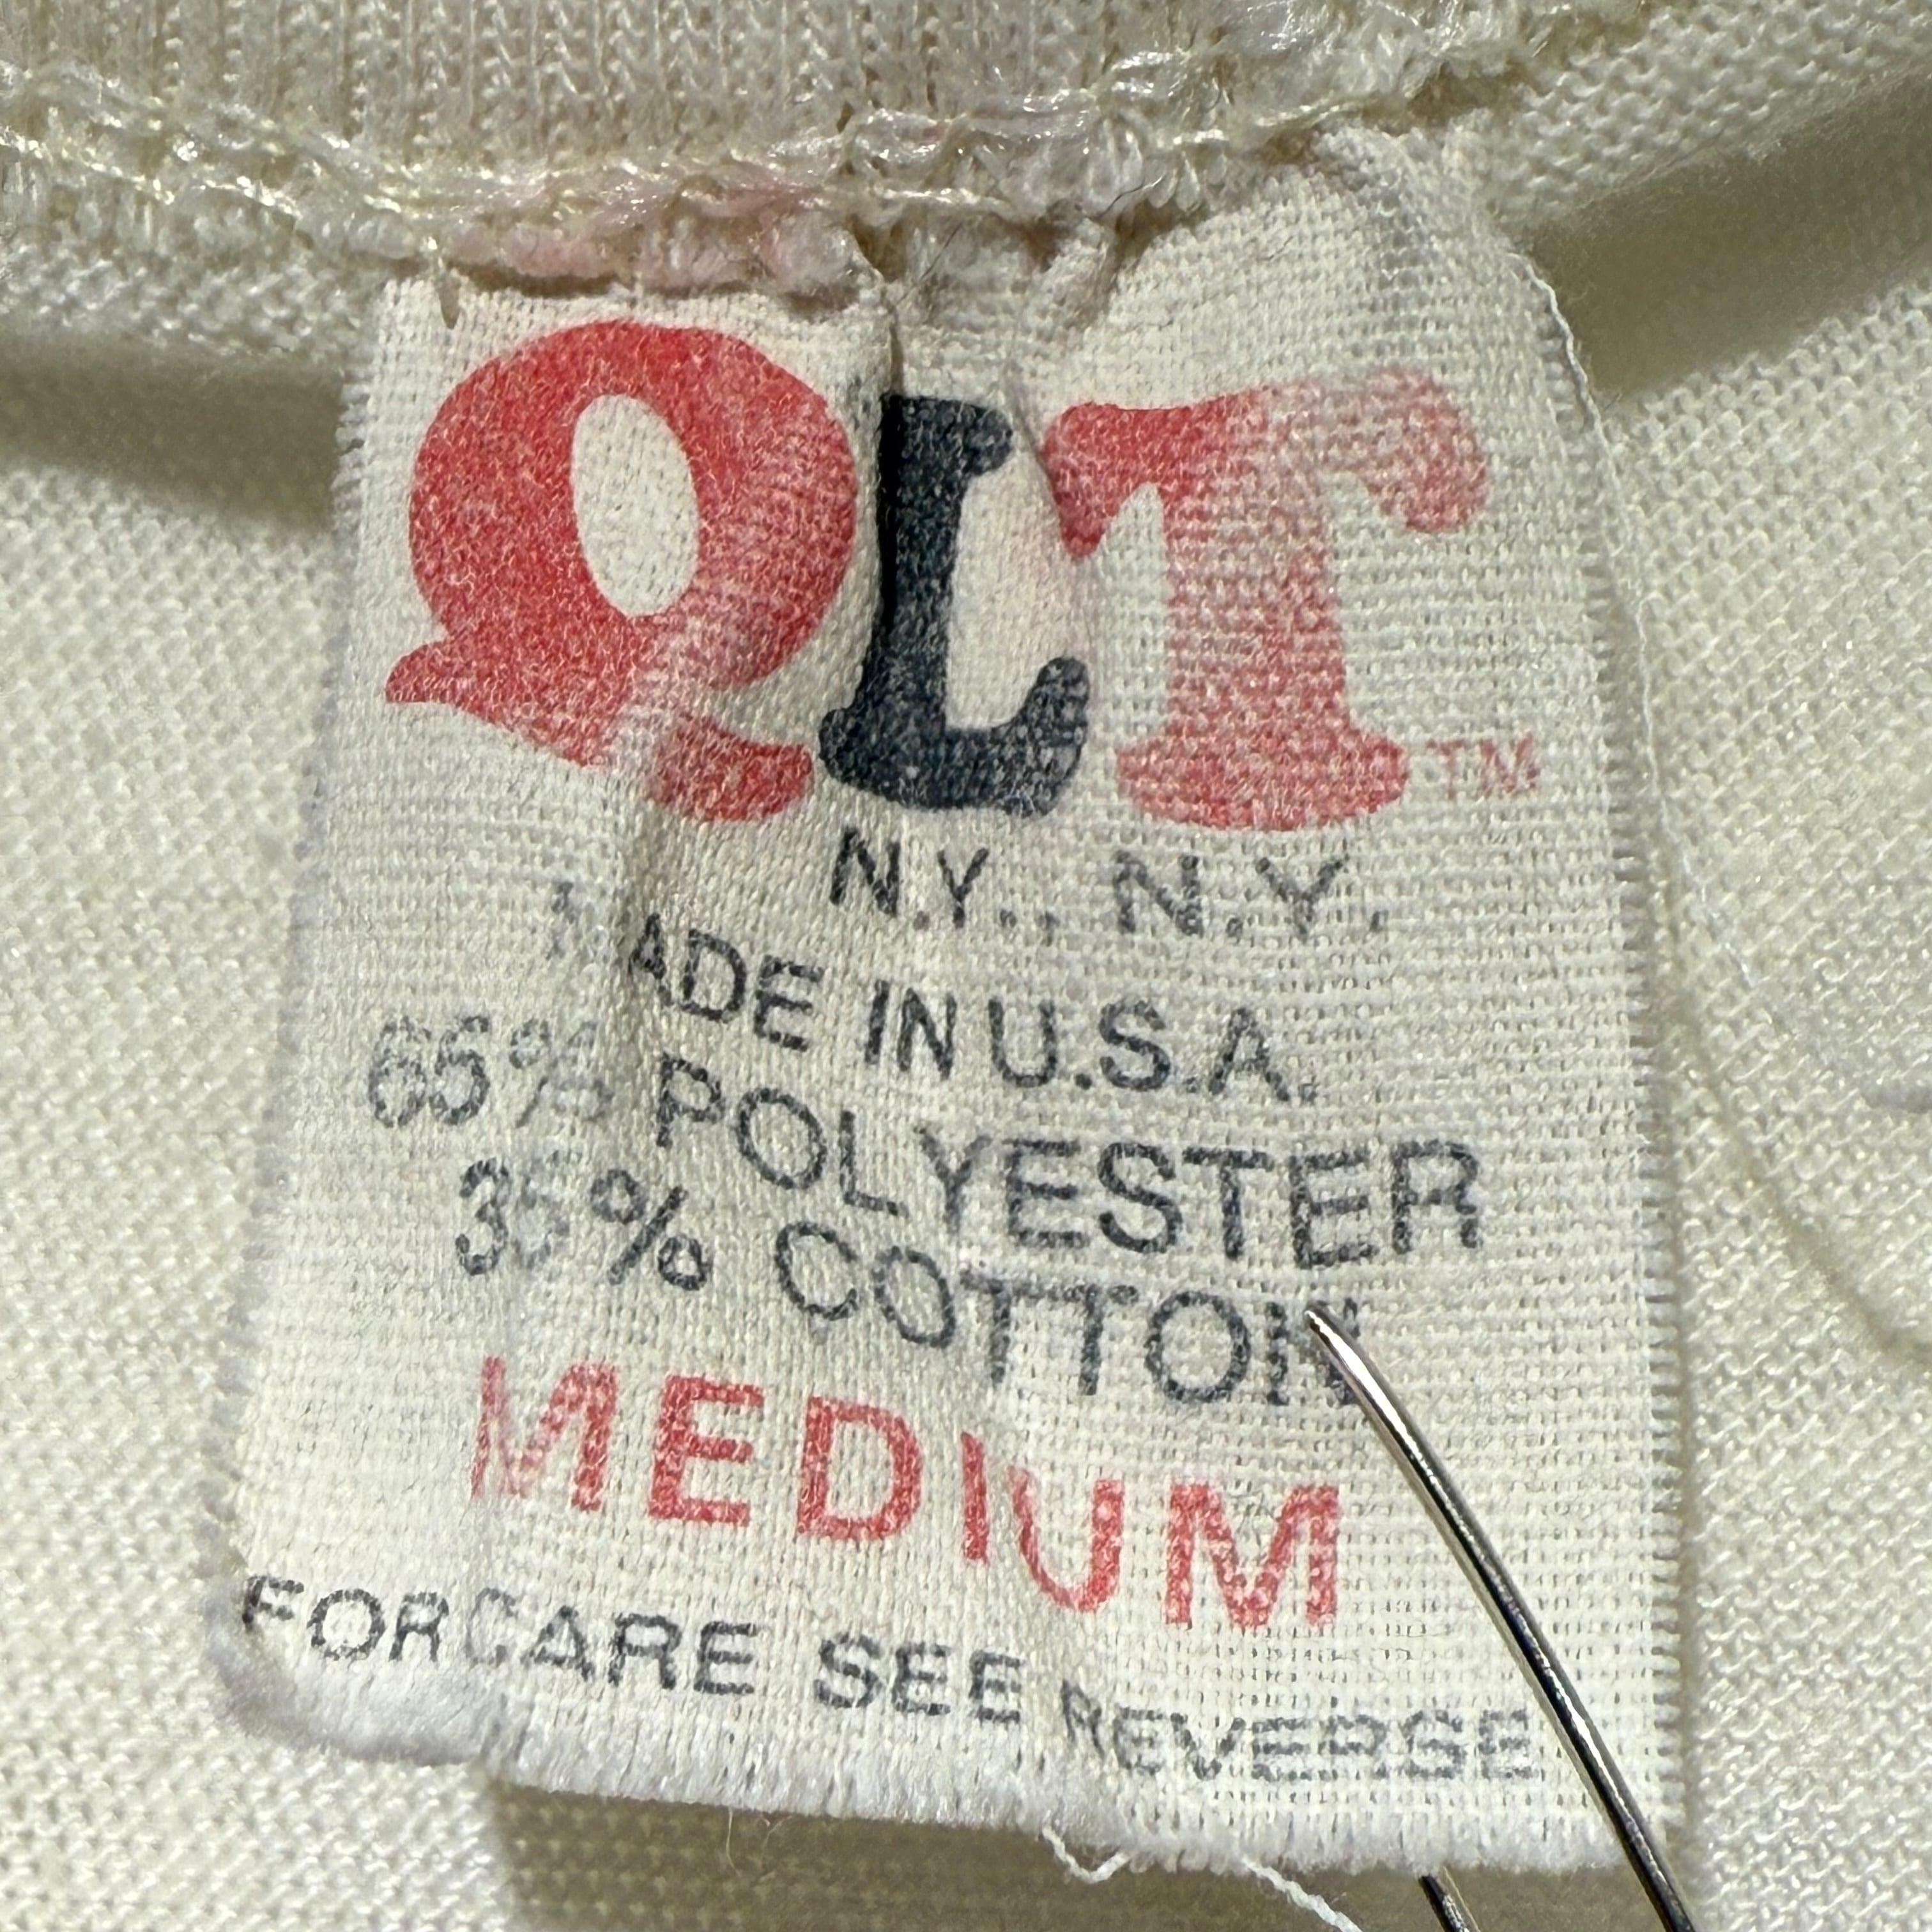 QLT™
N.Y., N.Y.
MADE IN U.S.A.
65% POLYESTER
35% COTTON
MEDIUM
FOR CARE SEE REVERSE